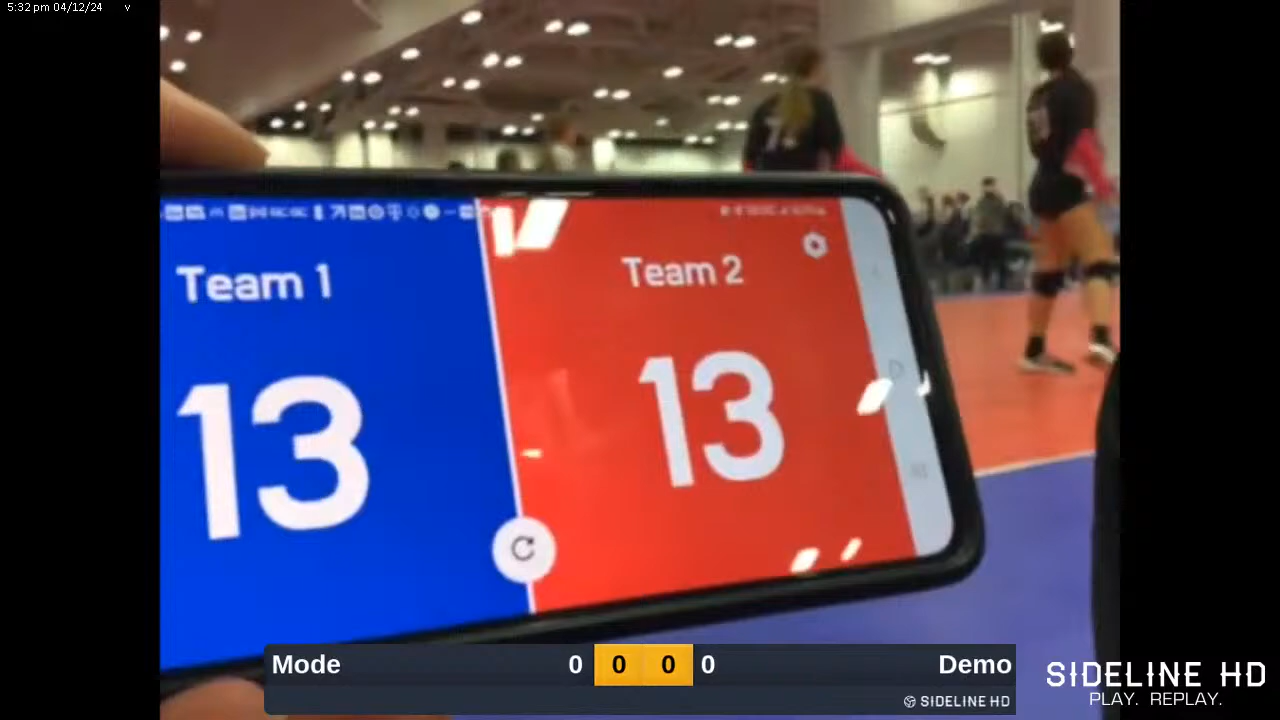 5:32 pm 04/12/24 v
Team 1
Team 2
13
13
Mode 0 0 0 0 Demo
SIDELINE HD
SIDELINE HD
PLAY. REPLAY.